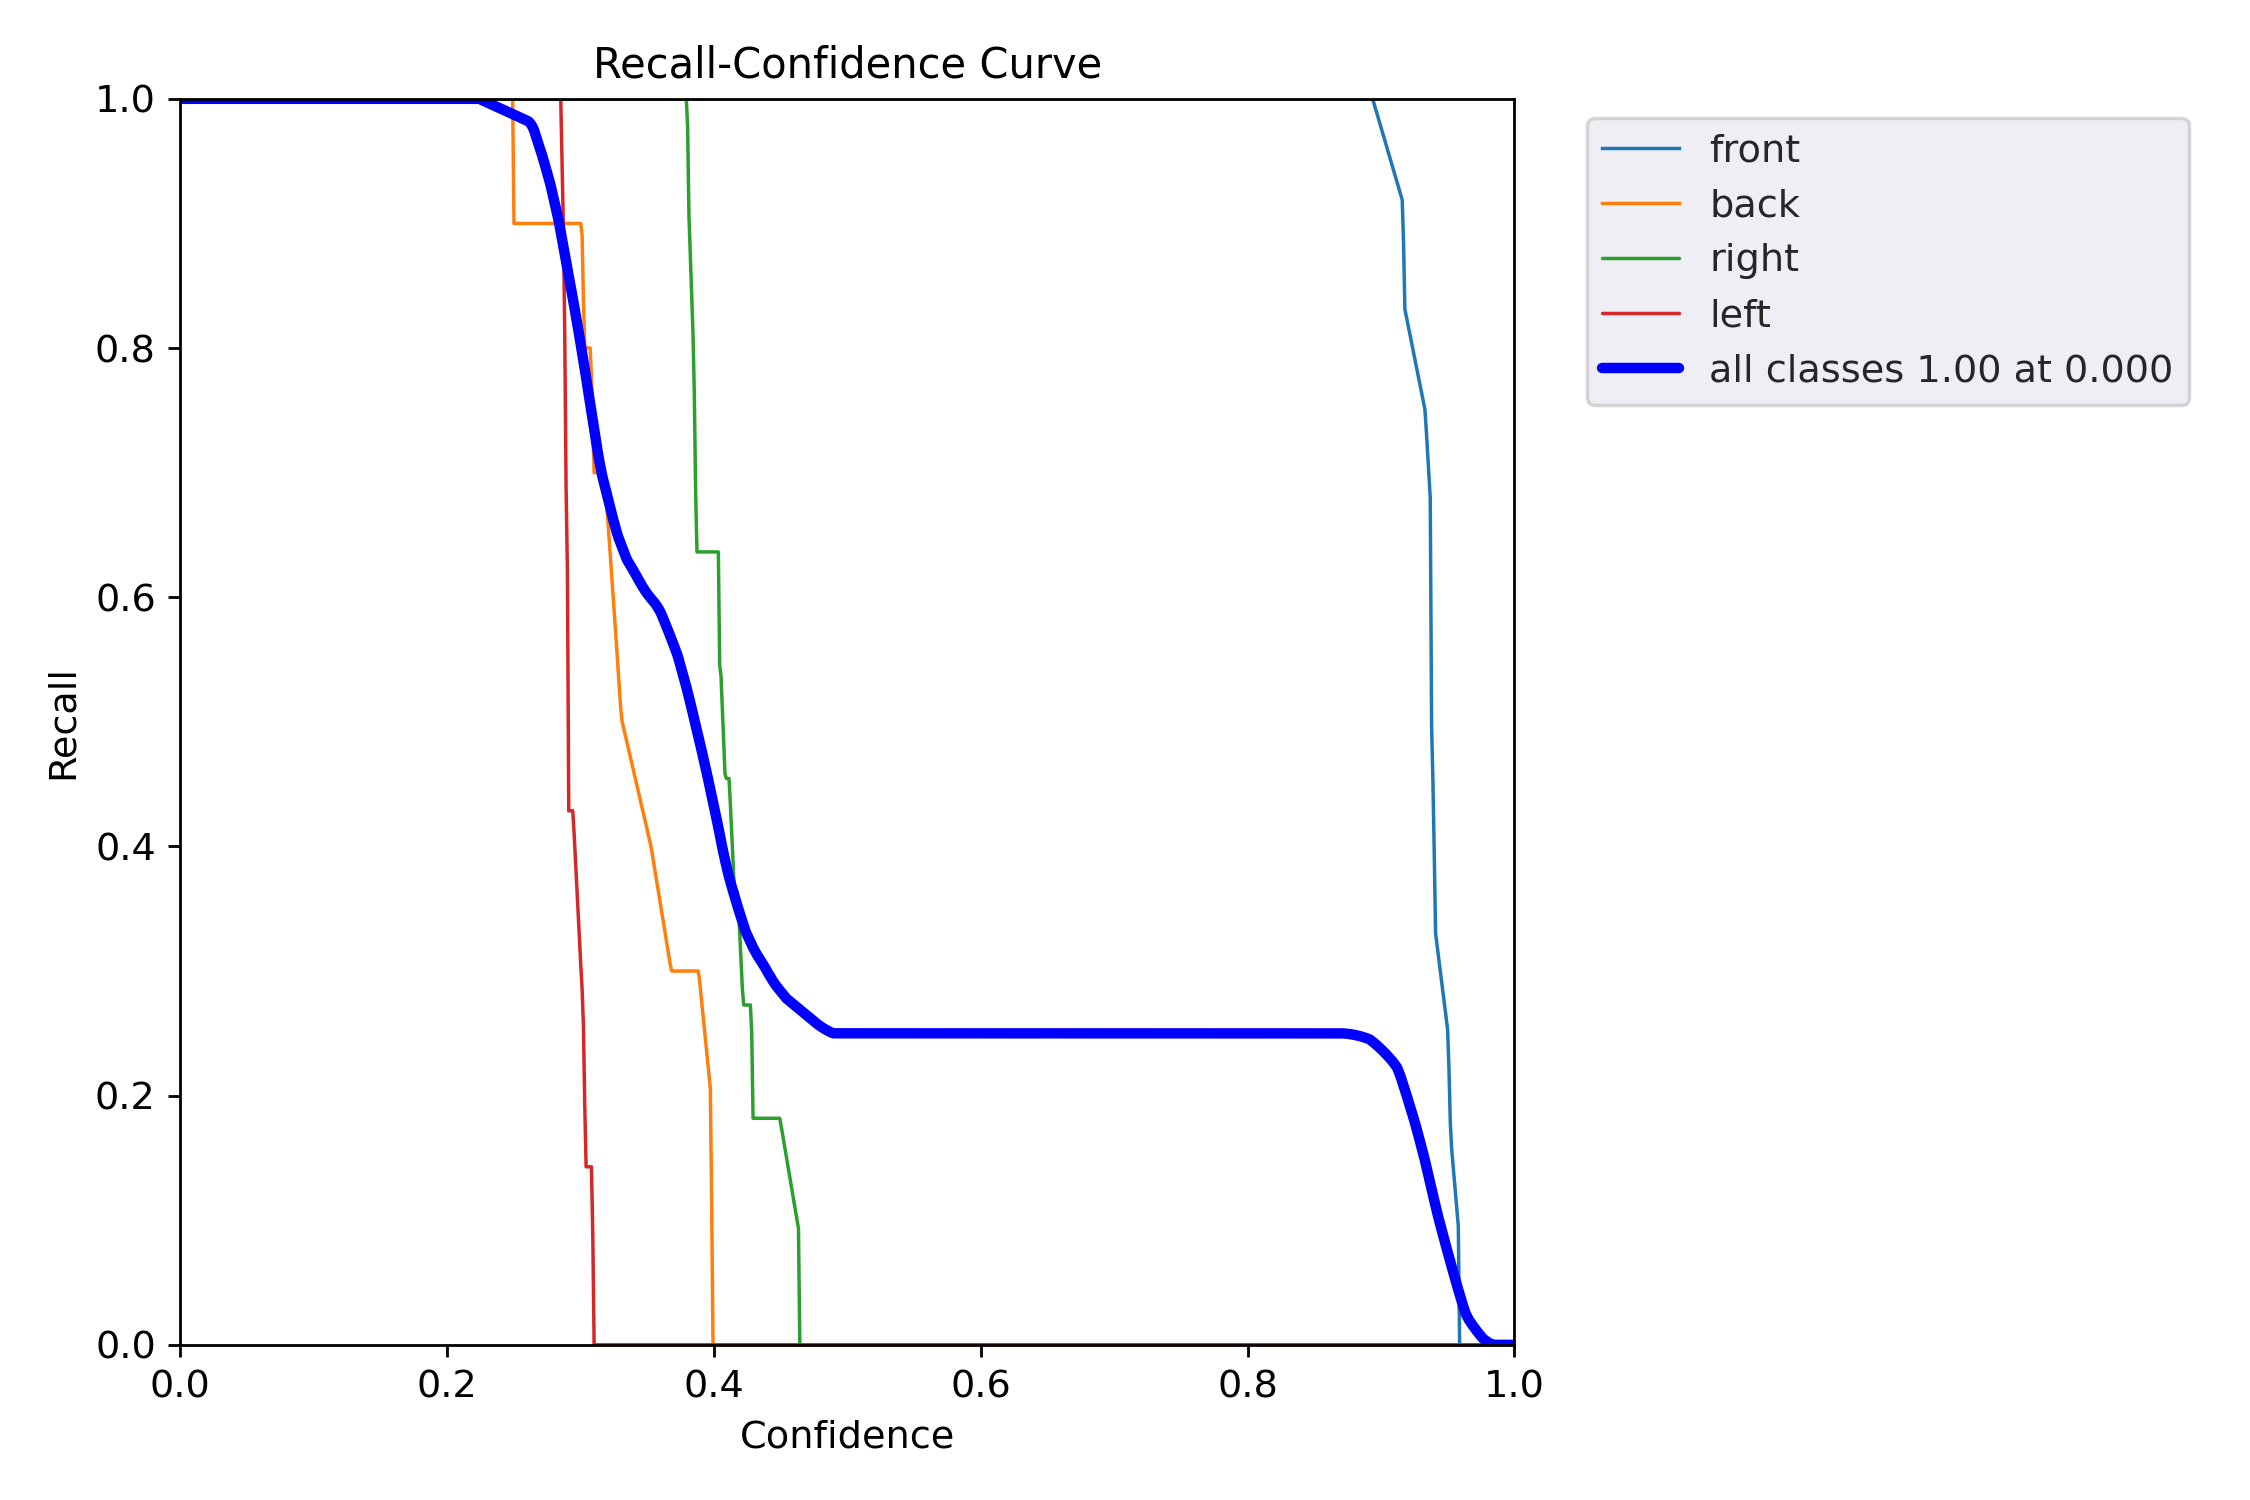 Recall-Confidence Curve
1.0
0.8
0.6
0.4
0.2
0.0
Recall
0.0 0.2 0.4 0.6 0.8 1.0
Confidence
front
back
right
left
all classes 1.00 at 0.000